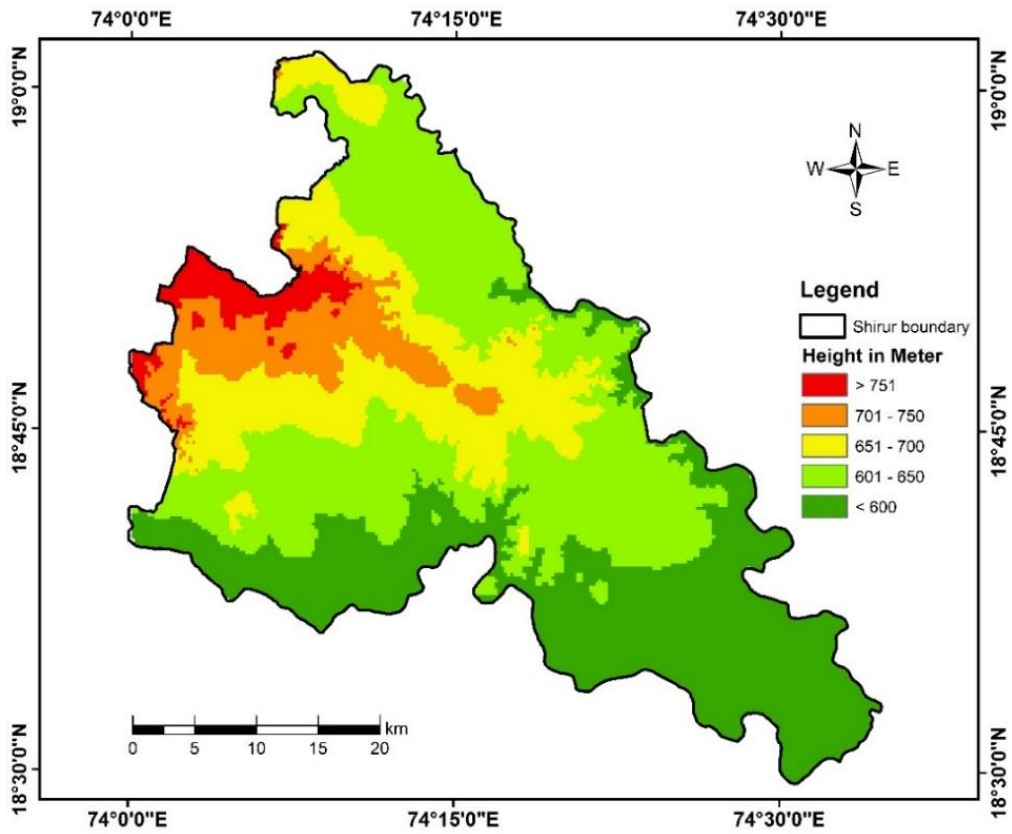 74°0'0"E 74°15'0"E 74°30'0"E
19°0'0"N
19°0'0"N
N
W E
S
Legend
Shirur boundary
Height in Meter
> 751
701 - 750
651 - 700
601 - 650
< 600
18°45'0"N
18°45'0"N
km
0 5 10 15 20
18°30'0"N
18°30'0"N
74°0'0"E 74°15'0"E 74°30'0"E